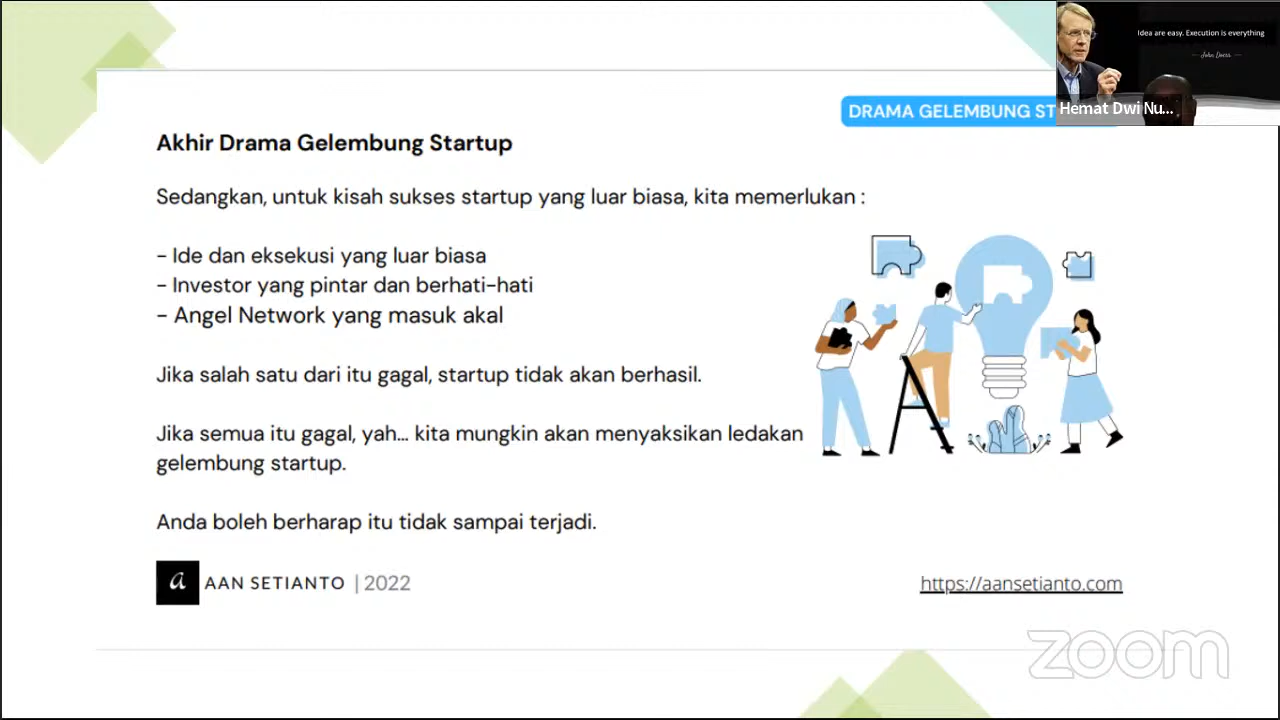 Idea are easy. Execution is everything
DRAMA GELEMBUNG ST
Hemat Dwi Nu...
Akhir Drama Gelembung Startup
Sedangkan, untuk kisah sukses startup yang luar biasa, kita memerlukan :
- Ide dan eksekusi yang luar biasa
- Investor yang pintar dan berhati-hati
- Angel Network yang masuk akal
Jika salah satu dari itu gagal, startup tidak akan berhasil.
Jika semua itu gagal, yah... kita mungkin akan menyaksikan ledakan
gelembung startup.
Anda boleh berharap itu tidak sampai terjadi.
a AAN SETIANTO | 2022
https://aansetianto.com
zoom